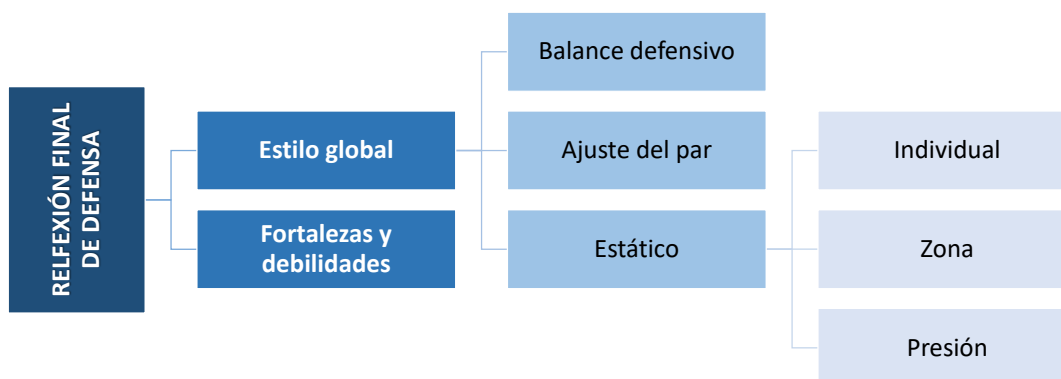 RELFEXIÓN FINAL
DE DEFENSA
Estilo global
Fortalezas y
debilidades
Balance defensivo
Ajuste del par
Estático
Individual
Zona
Presión